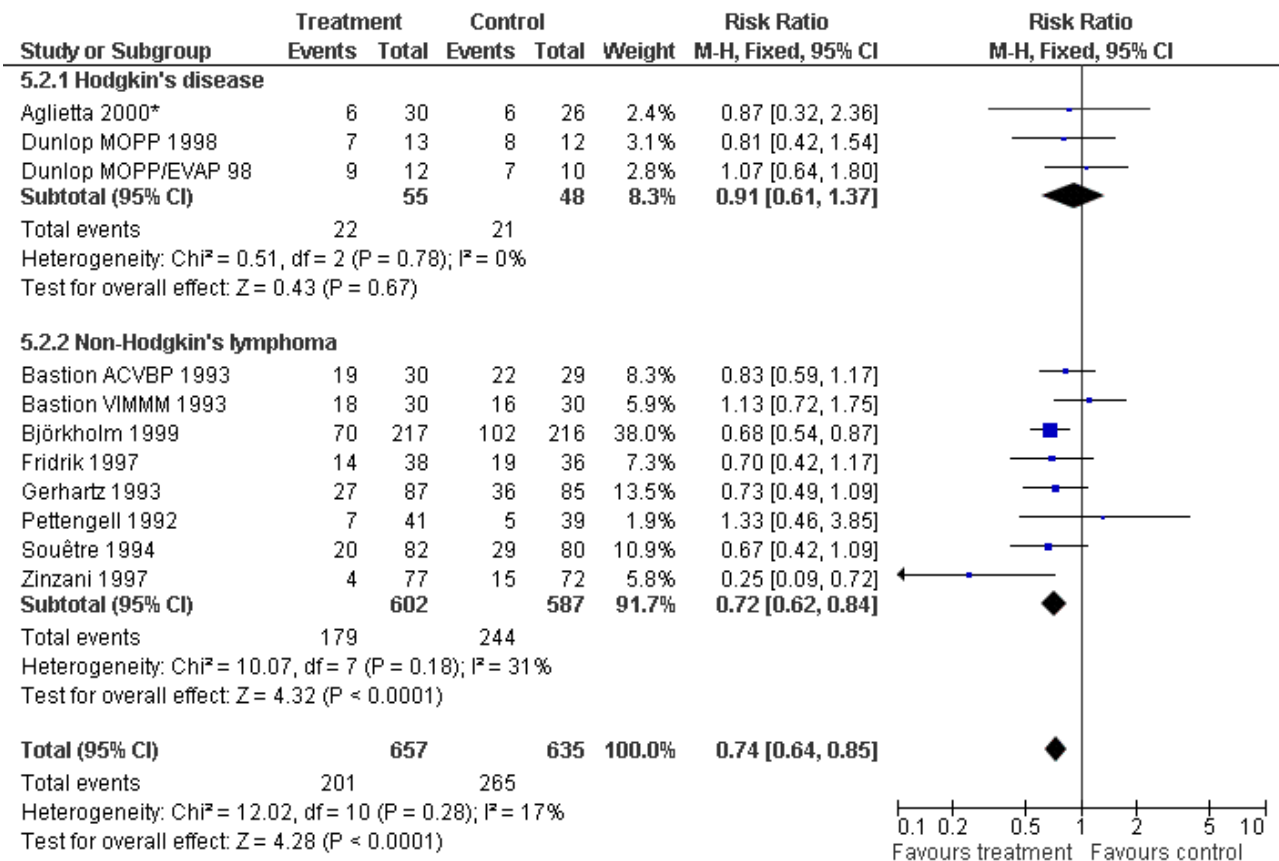 Treatment Control Risk Ratio Risk Ratio
Study or Subgroup Events Total Events Total Weight M-H, Fixed, 95% CI M-H, Fixed, 95% CI
5.2.1 Hodgkin's disease
Aglietta 2000* 6 30 6 26 2.4% 0.87 [0.32, 2.36]
Dunlop MOPP 1998 7 13 8 12 3.1% 0.81 [0.42, 1.54]
Dunlop MOPP/EVAP 98 9 12 7 10 2.8% 1.07 [0.64, 1.80]
Subtotal (95% CI) 55 48 8.3% 0.91 [0.61, 1.37]
Total events 22 21
Heterogeneity: Chi² = 0.51, df = 2 (P = 0.78); I² = 0%
Test for overall effect: Z = 0.43 (P = 0.67)
5.2.2 Non-Hodgkin's lymphoma
Bastion ACVBP 1993 19 30 22 29 8.3% 0.83 [0.59, 1.17]
Bastion VIMMM 1993 18 30 16 30 5.9% 1.13 [0.72, 1.75]
Björkholm 1999 70 217 102 216 38.0% 0.68 [0.54, 0.87]
Fridrik 1997 14 38 19 36 7.3% 0.70 [0.42, 1.17]
Gerhartz 1993 27 87 36 85 13.5% 0.73 [0.49, 1.09]
Pettengell 1992 7 41 5 39 1.9% 1.33 [0.46, 3.85]
Souêtre 1994 20 82 29 80 10.9% 0.67 [0.42, 1.09]
Zinzani 1997 4 77 15 72 5.8% 0.25 [0.09, 0.72]
Subtotal (95% CI) 602 587 91.7% 0.72 [0.62, 0.84]
Total events 179 244
Heterogeneity: Chi² = 10.07, df = 7 (P = 0.18); I² = 31%
Test for overall effect: Z = 4.32 (P < 0.0001)
Total (95% CI) 657 635 100.0% 0.74 [0.64, 0.85]
Total events 201 265
Heterogeneity: Chi² = 12.02, df = 10 (P = 0.28); I² = 17%
Test for overall effect: Z = 4.28 (P < 0.0001)
0.1 0.2 0.5 1 2 5 10
Favours treatment Favours control